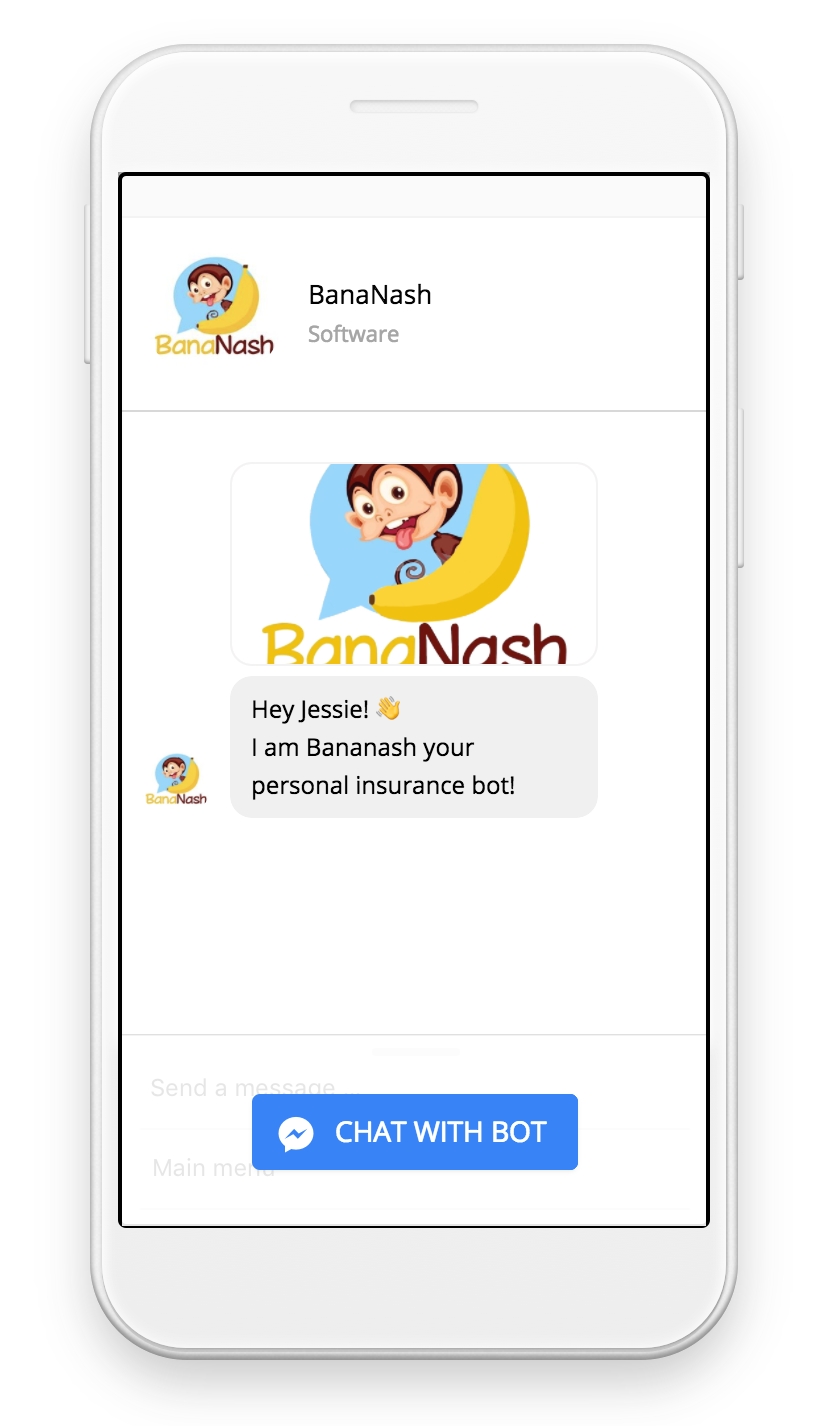 BanaNash
BanaNash
Software
BanaNash
Hey Jessie! 👋
I am Bananash your
personal insurance bot!
BanaNash
Send a message ...
CHAT WITH BOT
Main menu